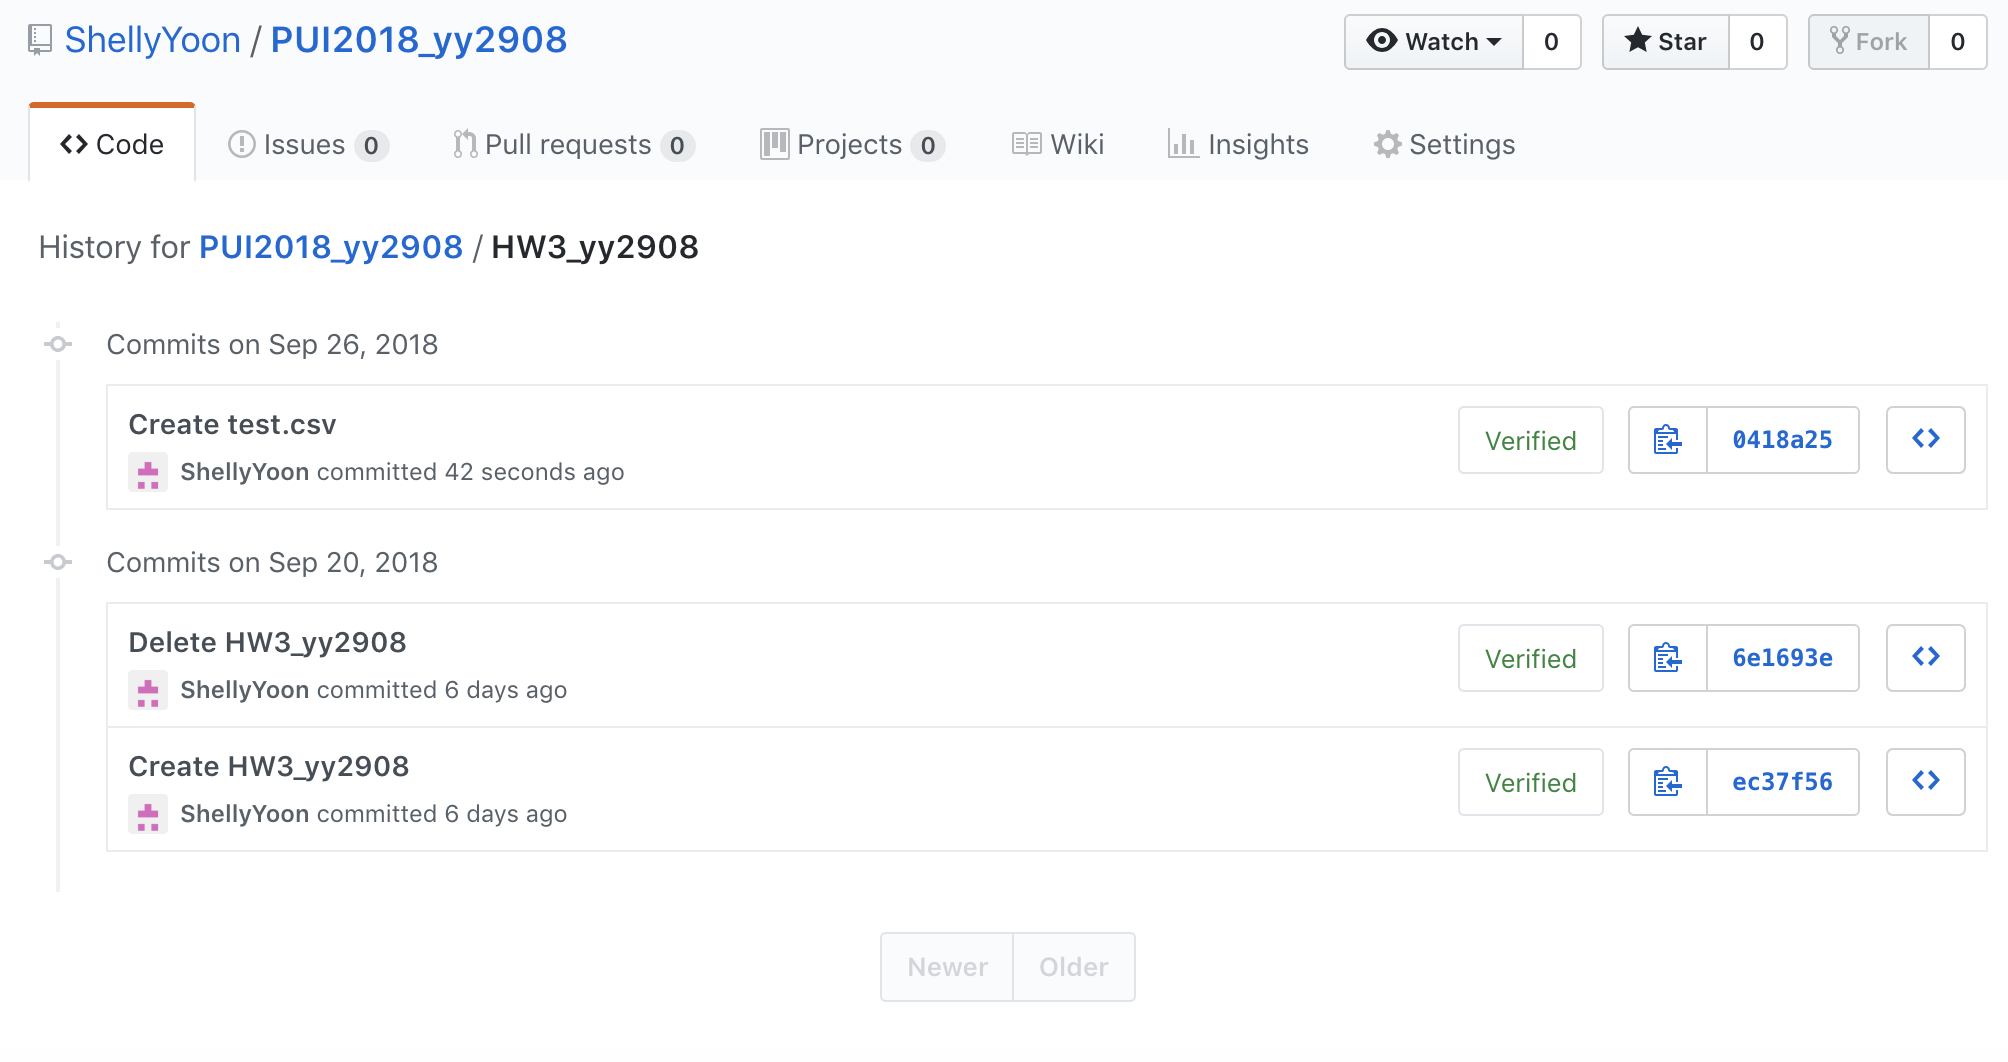 ShellyYoon / PUI2018_yy2908
Watch 0 Star 0 Fork 0
Code Issues 0 Pull requests 0 Projects 0 Wiki Insights Settings
History for PUI2018_yy2908 / HW3_yy2908
Commits on Sep 26, 2018
Create test.csv
ShellyYoon committed 42 seconds ago
Verified 0418a25
Commits on Sep 20, 2018
Delete HW3_yy2908
ShellyYoon committed 6 days ago
Verified 6e1693e
Create HW3_yy2908
ShellyYoon committed 6 days ago
Verified ec37f56
Newer Older